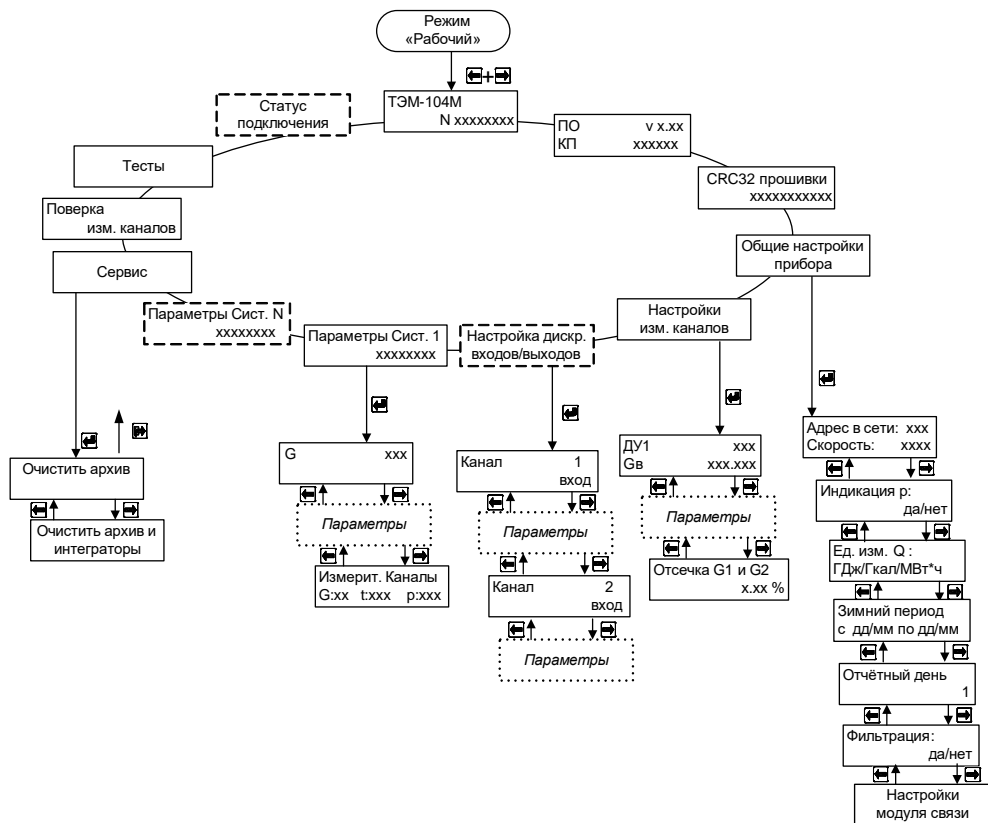 Режим
«Рабочий»
+
ТЭМ-104М
N xxxxxxxx
Статус
подключения
ПО v x.xx
КП xxxxxx
Тесты
CRC32 прошивки
xxxxxxxxxxx
Поверка
изм. каналов
Общие настройки
прибора
Сервис
Параметры Сист. N
xxxxxxxx
Параметры Сист. 1
xxxxxxxx
Настройка дискр.
входов/выходов
Настройки
изм. каналов
Очистить архив
Очистить архив и
интеграторы
G xxx
Параметры
Измерит. Каналы
G:xx t:xxx p:xxx
Канал 1
вход
Параметры
Канал 2
вход
Параметры
ДУ1 xxx
Gв xxx.xxx
Параметры
Отсечка G1 и G2
x.xx %
Адрес в сети: xxx
Скорость: xxxx
Индикация p:
да/нет
Ед. изм. Q :
ГДж/Гкал/МВт*ч
Зимний период
с дд/мм по дд/мм
Отчётный день
1
Фильтрация:
да/нет
Настройки
модуля связи